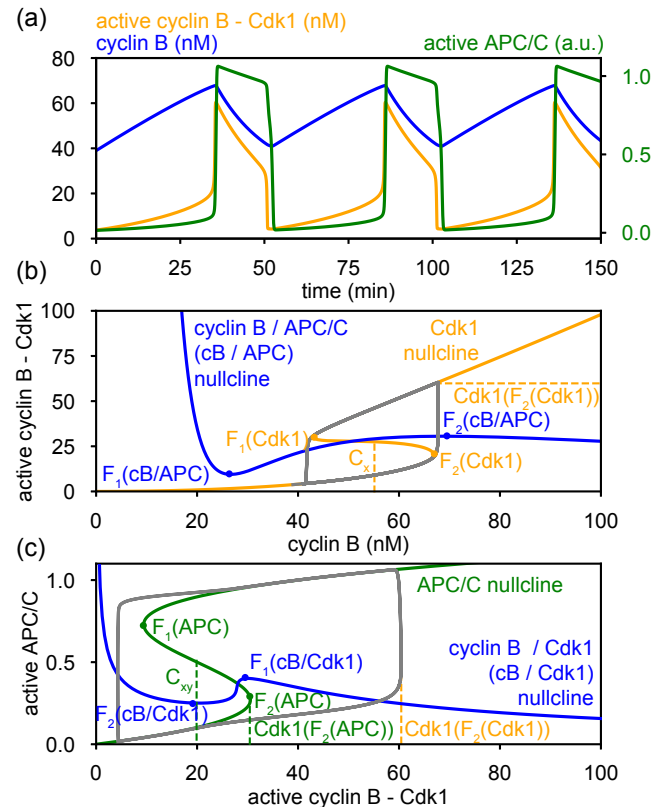 (a)
active cyclin B - Cdk1 (nM)
cyclin B (nM)
active APC/C (a.u.)
80
60
40
20
0
1.0
0.5
0.0
0 25 50 75 100 125 150
time (min)
(b)
active cyclin B - Cdk1
100
75
50
25
0
cyclin B / APC/C
(cB / APC)
nullcline
Cdk1
nullcline
Cdk1(F2(Cdk1))
F1(Cdk1)
F2(cB/APC)
F1(cB/APC)
Cx
F2(Cdk1)
0 20 40 60 80 100
cyclin B (nM)
(c)
active APC/C
1.0
0.5
0.0
APC/C nullcline
F1(APC)
cyclin B / Cdk1
(cB / Cdk1)
nullcline
F1(cB/Cdk1)
Cxy
F2(APC)
F2(cB/Cdk1)
Cdk1(F2(APC))
Cdk1(F2(Cdk1))
0 20 40 60 80 100
active cyclin B - Cdk1